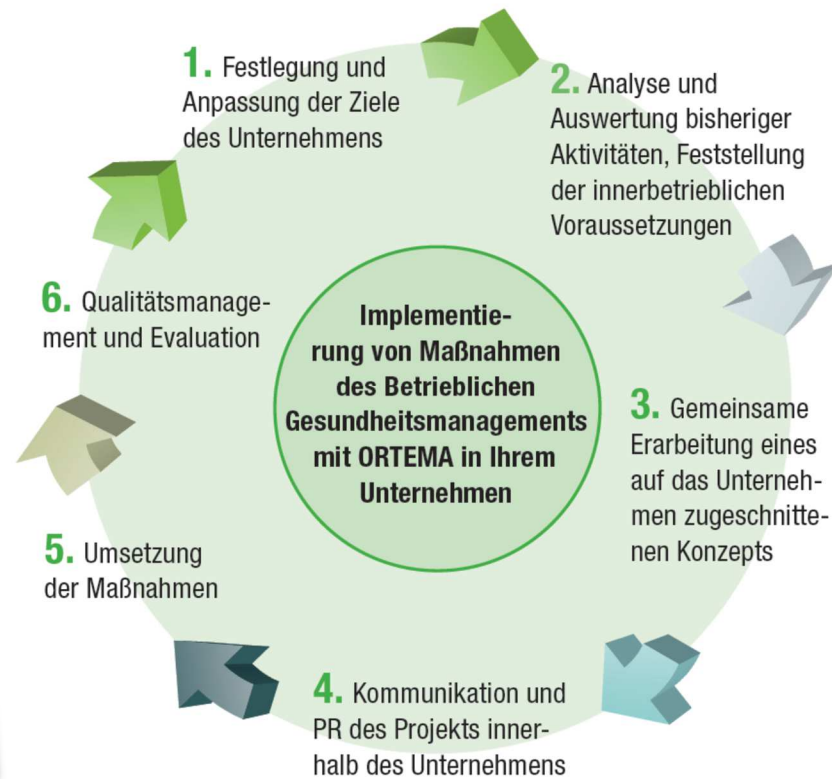 1. Festlegung und
Anpassung der Ziele
des Unternehmens
2. Analyse und
Auswertung bisheriger
Aktivitäten, Feststellung
der innerbetrieblichen
Voraussetzungen
3. Gemeinsame
Erarbeitung eines
auf das Unterneh-
men zugeschnitte-
nen Konzepts
4. Kommunikation und
PR des Projekts inner-
halb des Unternehmens
5. Umsetzung
der Maßnahmen
6. Qualitätsmanage-
ment und Evaluation
Implementie-
rung von Maßnahmen
des Betrieblichen
Gesundheitsmanagements
mit ORTEMA in Ihrem
Unternehmen